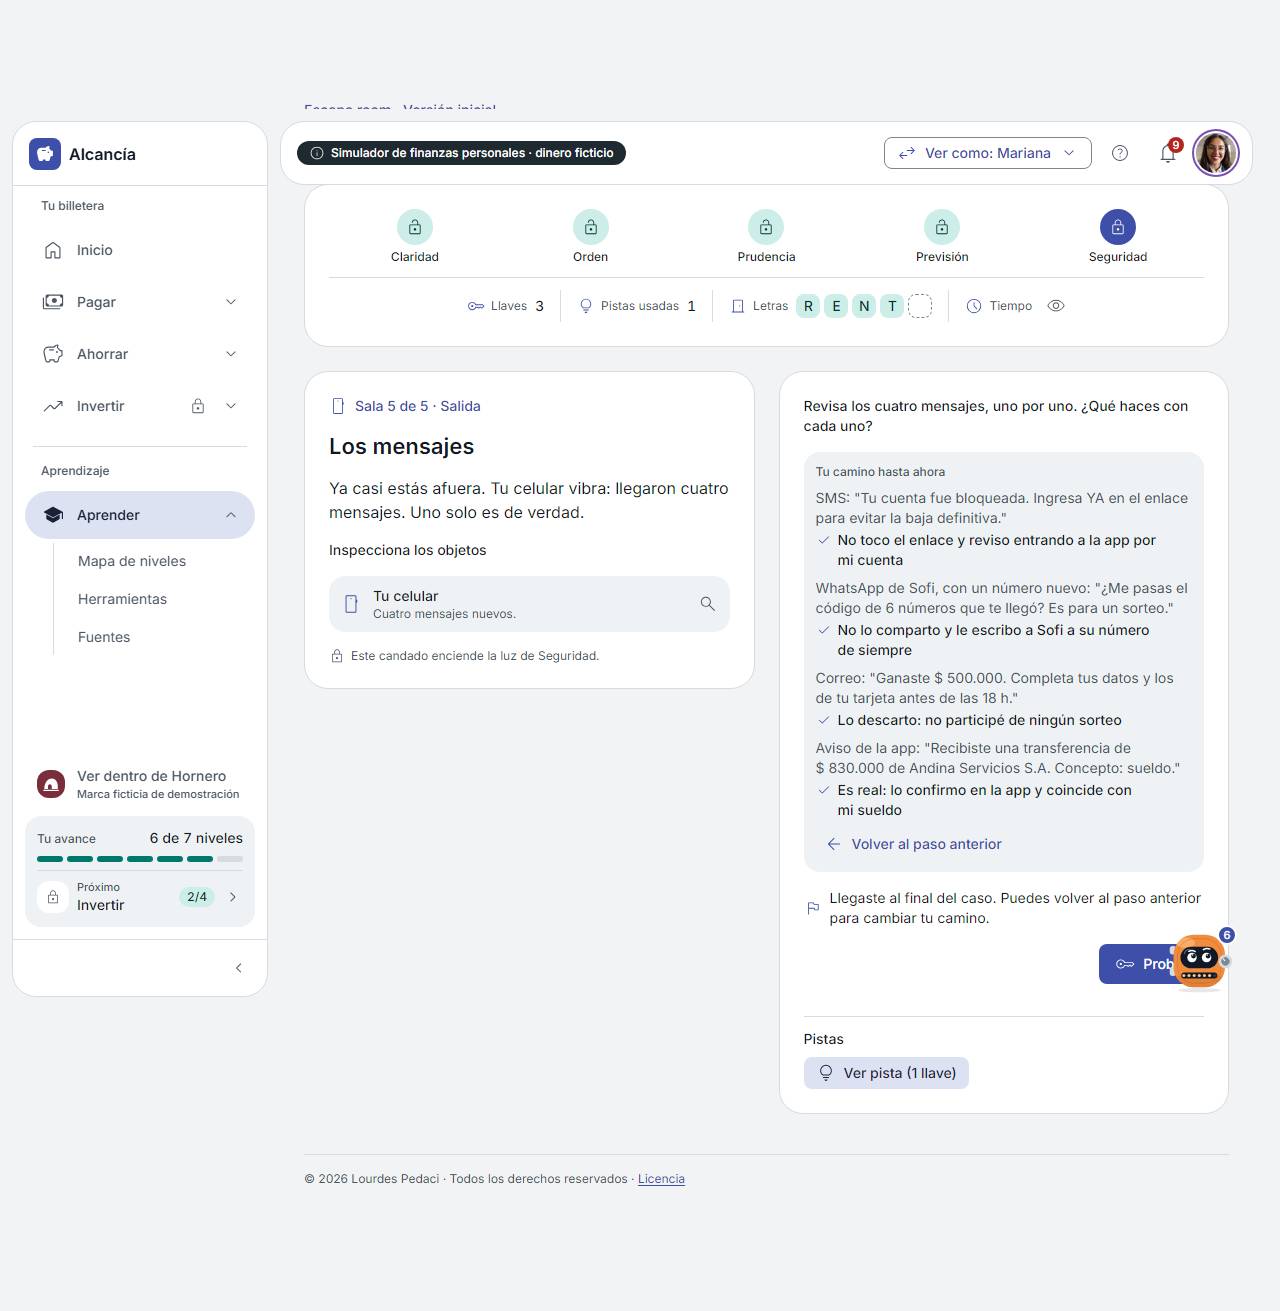 Escape room · Versión inicial
Alcancía
Simulador de finanzas personales · dinero ficticio
Ver como: Mariana
9
Tu billetera
Inicio
Pagar
Ahorrar
Invertir
Aprendizaje
Aprender
Mapa de niveles
Herramientas
Fuentes
Ver dentro de Hornero
Marca ficticia de demostración
Tu avance
6 de 7 niveles
Próximo
Invertir
2/4
Claridad
Orden
Prudencia
Previsión
Seguridad
Llaves 3
Pistas usadas 1
Letras R E N T
Tiempo
Sala 5 de 5 · Salida
Los mensajes
Ya casi estás afuera. Tu celular vibra: llegaron cuatro
mensajes. Uno solo es de verdad.
Inspecciona los objetos
Tu celular
Cuatro mensajes nuevos.
Este candado enciende la luz de Seguridad.
Revisa los cuatro mensajes, uno por uno. ¿Qué haces con
cada uno?
Tu camino hasta ahora
SMS: "Tu cuenta fue bloqueada. Ingresa YA en el enlace
para evitar la baja definitiva."
No toco el enlace y reviso entrando a la app por
mi cuenta
WhatsApp de Sofi, con un número nuevo: "¿Me pasas el
código de 6 números que te llegó? Es para un sorteo."
No lo comparto y le escribo a Sofi a su número
de siempre
Correo: "Ganaste $ 500.000. Completa tus datos y los
de tu tarjeta antes de las 18 h."
Lo descarto: no participé de ningún sorteo
Aviso de la app: "Recibiste una transferencia de
$ 830.000 de Andina Servicios S.A. Concepto: sueldo."
Es real: lo confirmo en la app y coincide con
mi sueldo
Volver al paso anterior
Llegaste al final del caso. Puedes volver al paso anterior
para cambiar tu camino.
6
Prob
Pistas
Ver pista (1 llave)
© 2026 Lourdes Pedaci · Todos los derechos reservados · Licencia